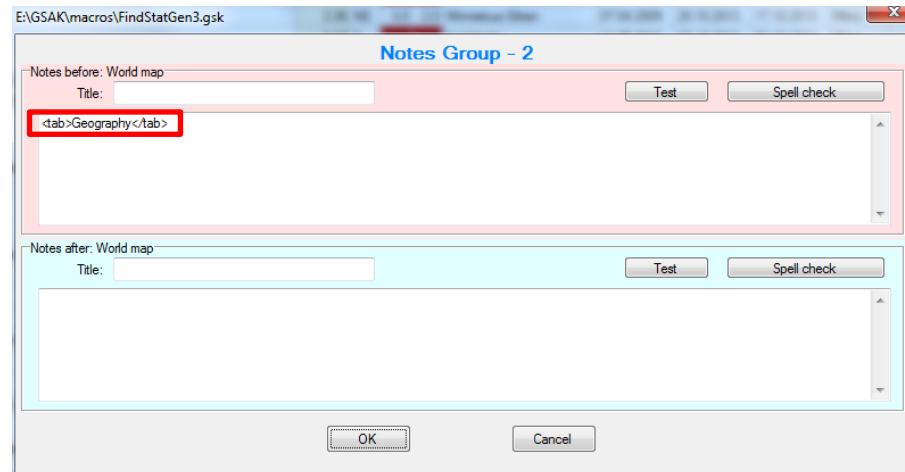 E:\GSAK\macros\FindStatGen3.gsk
Notes Group - 2
Notes before: World map
Title:
Test
Spell check
<tab>Geography</tab>
Notes after: World map
Title:
Test
Spell check
OK
Cancel